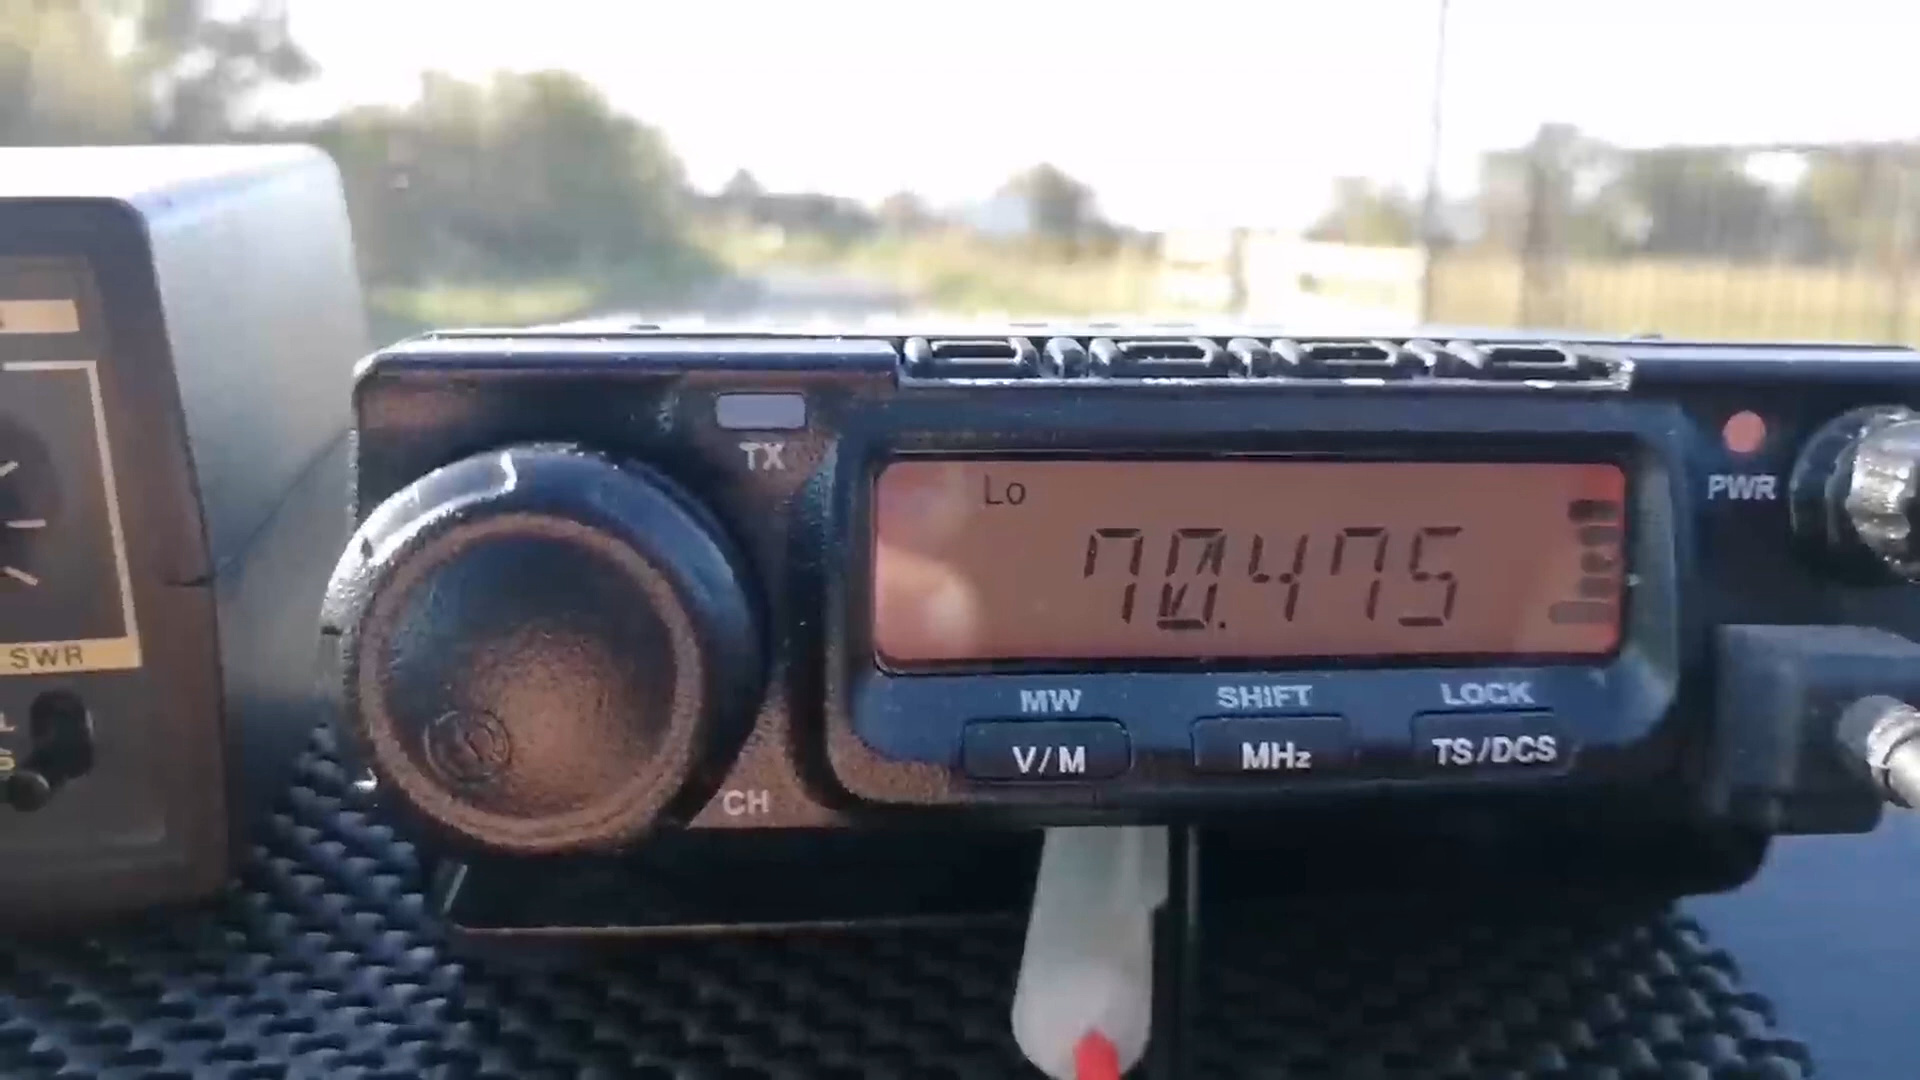 TX
Lo
70.475
PWR
MW
SHIFT
LOCK
V/M
MHz
TS/DCS
CH
SWR